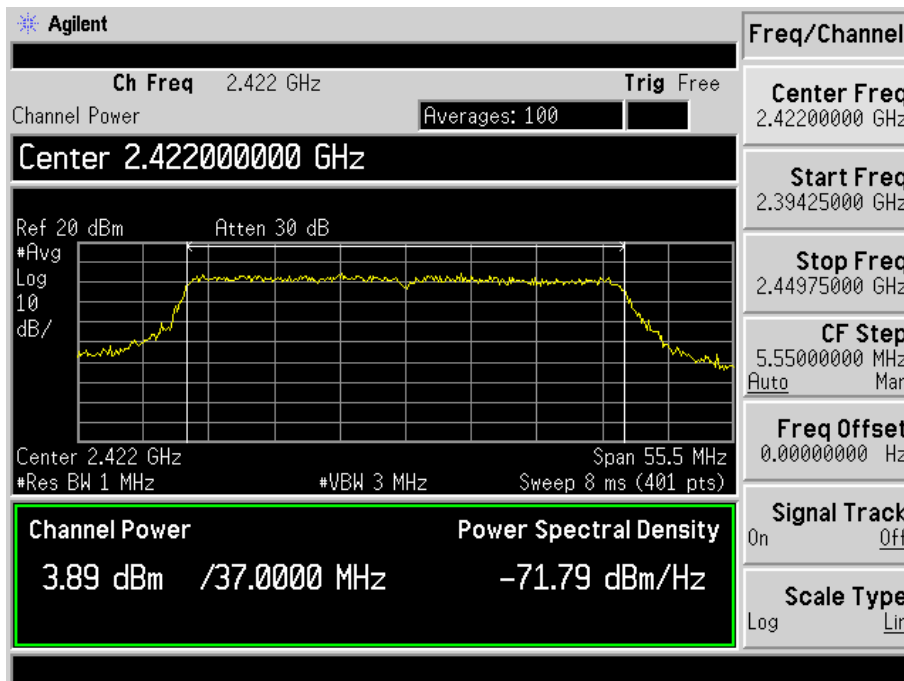 Agilent
Ch Freq 2.422 GHz Trig Free
Channel Power Averages: 100
Center 2.422000000 GHz
Ref 20 dBm Atten 30 dB
#Avg
Log
10
dB/
Center 2.422 GHz Span 55.5 MHz
#Res BW 1 MHz #VBW 3 MHz Sweep 8 ms (401 pts)
Channel Power Power Spectral Density
3.89 dBm /37.0000 MHz -71.79 dBm/Hz
Freq/Channel
Center Freq
2.42200000 GHz
Start Freq
2.39425000 GHz
Stop Freq
2.44975000 GHz
CF Step
5.55000000 MHz
Auto Man
Freq Offset
0.00000000 Hz
Signal Track
On Off
Scale Type
Log Lin